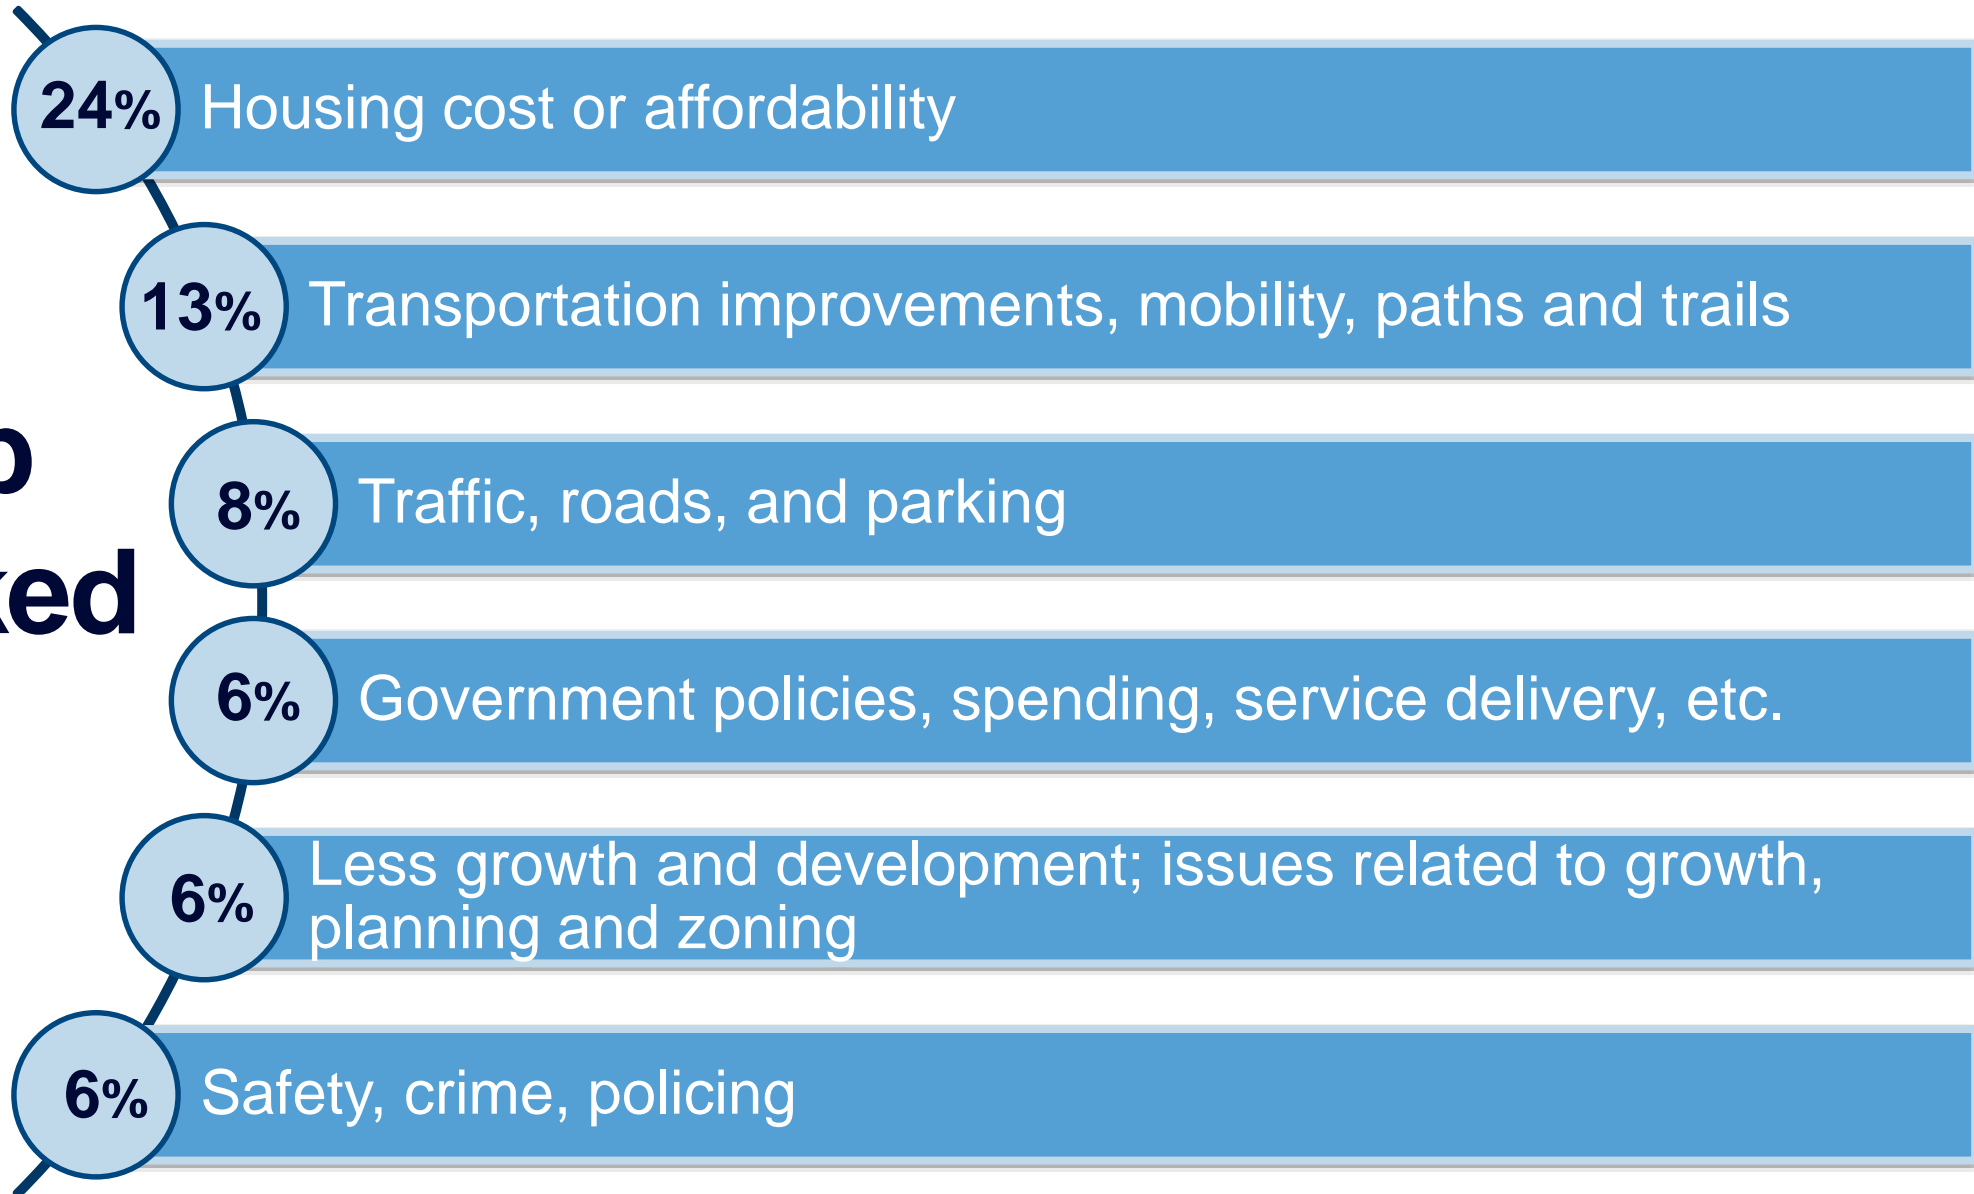 24% Housing cost or affordability
13% Transportation improvements, mobility, paths and trails
8% Traffic, roads, and parking
6% Government policies, spending, service delivery, etc.
6% Less growth and development; issues related to growth,
planning and zoning
6% Safety, crime, policing